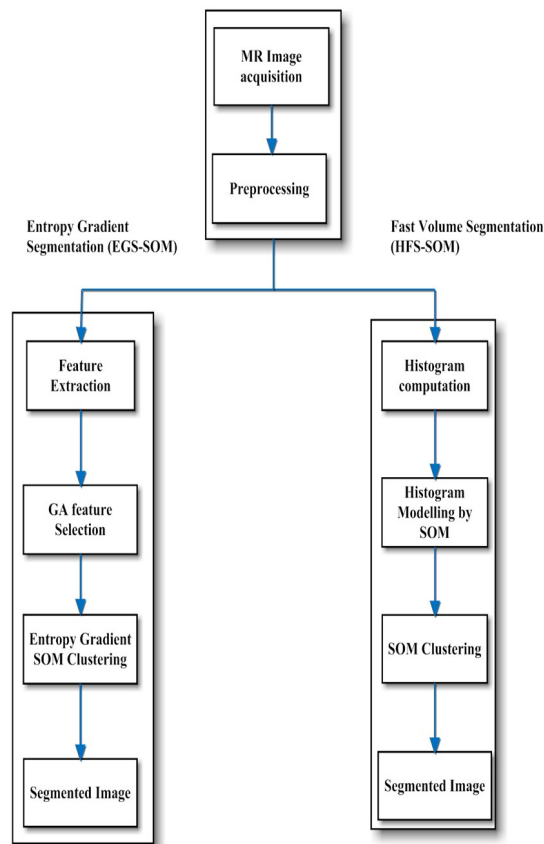 MR Image
acquisition
Preprocessing
Entropy Gradient
Segmentation (EGS-SOM)
Fast Volume Segmentation
(HFS-SOM)
Feature
Extraction
GA feature
Selection
Entropy Gradient
SOM Clustering
Segmented Image
Histogram
computation
Histogram
Modelling by
SOM
SOM Clustering
Segmented Image